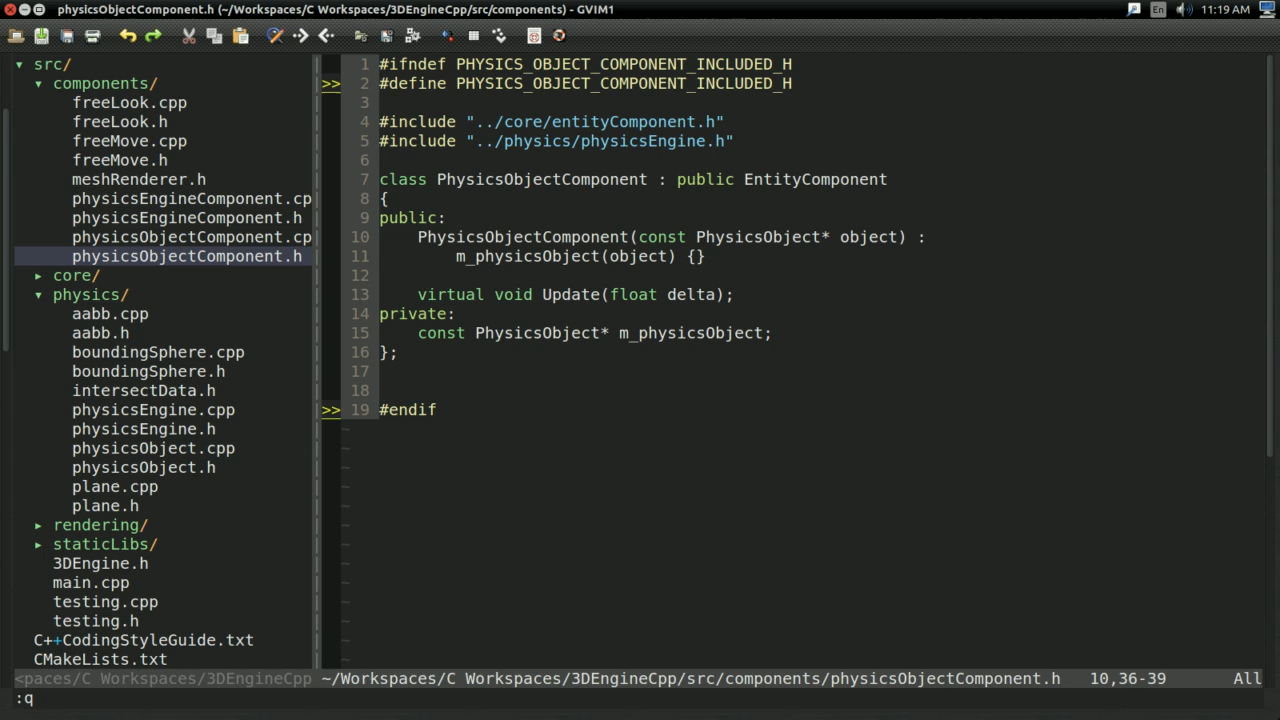 physicsObjectComponent.h (~/Workspaces/C Workspaces/3DEngineCpp/src/components) - GVIM1
En
11:19 AM
▾ src/
▾ components/
freeLook.cpp
freeLook.h
freeMove.cpp
freeMove.h
meshRenderer.h
physicsEngineComponent.cp
physicsEngineComponent.h
physicsObjectComponent.cp
physicsObjectComponent.h
▸ core/
▾ physics/
aabb.cpp
aabb.h
boundingSphere.cpp
boundingSphere.h
intersectData.h
physicsEngine.cpp
physicsEngine.h
physicsObject.cpp
physicsObject.h
plane.cpp
plane.h
▸ rendering/
▸ staticLibs/
3DEngine.h
main.cpp
testing.cpp
testing.h
C++CodingStyleGuide.txt
CMakeLists.txt
1 #ifndef PHYSICS_OBJECT_COMPONENT_INCLUDED_H
>> 2 #define PHYSICS_OBJECT_COMPONENT_INCLUDED_H
3
4 #include "../core/entityComponent.h"
5 #include "../physics/physicsEngine.h"
6
7 class PhysicsObjectComponent : public EntityComponent
8 {
9 public:
10 PhysicsObjectComponent(const PhysicsObject* object) :
11 m_physicsObject(object) {}
12
13 virtual void Update(float delta);
14 private:
15 const PhysicsObject* m_physicsObject;
16 };
17
18
>> 19 #endif
<paces/C Workspaces/3DEngineCpp ~/Workspaces/C Workspaces/3DEngineCpp/src/components/physicsObjectComponent.h 10,36-39 All
:q